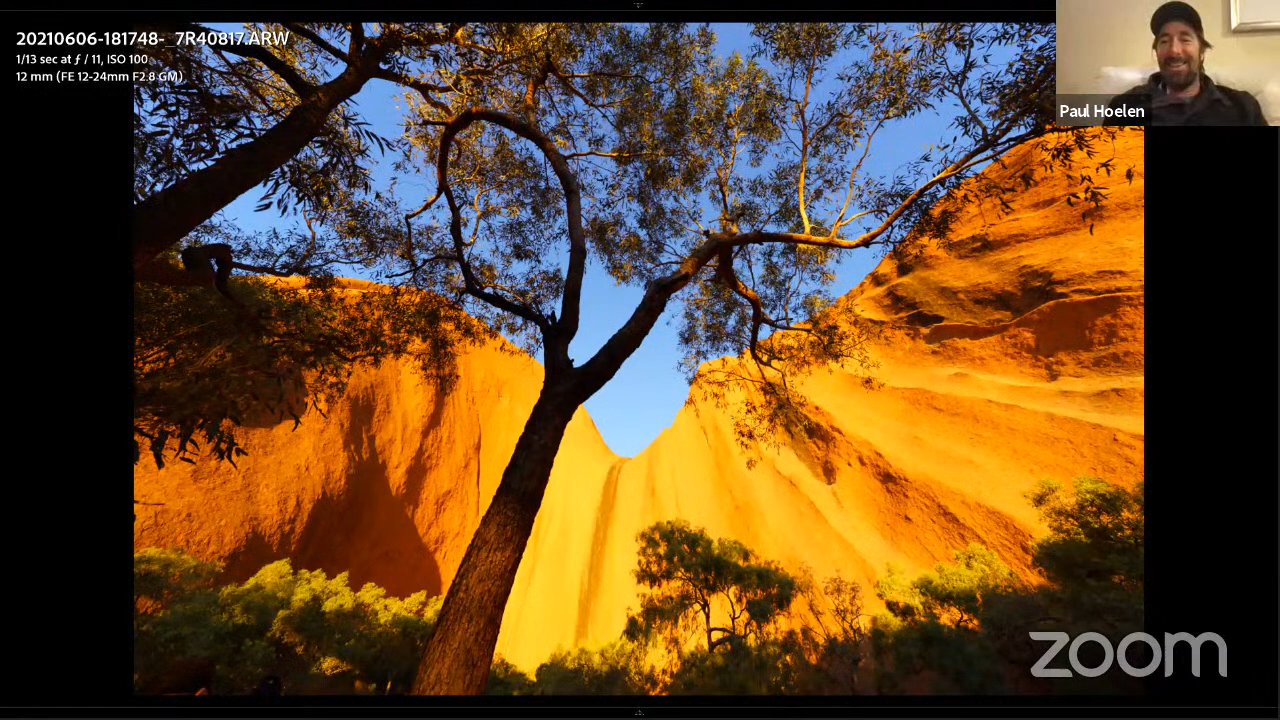 20210606-181748-_7R40817.ARW
1/13 sec at ƒ / 11, ISO 100
12 mm (FE 12-24mm F2.8 GM)
Paul Hoelen
zoom